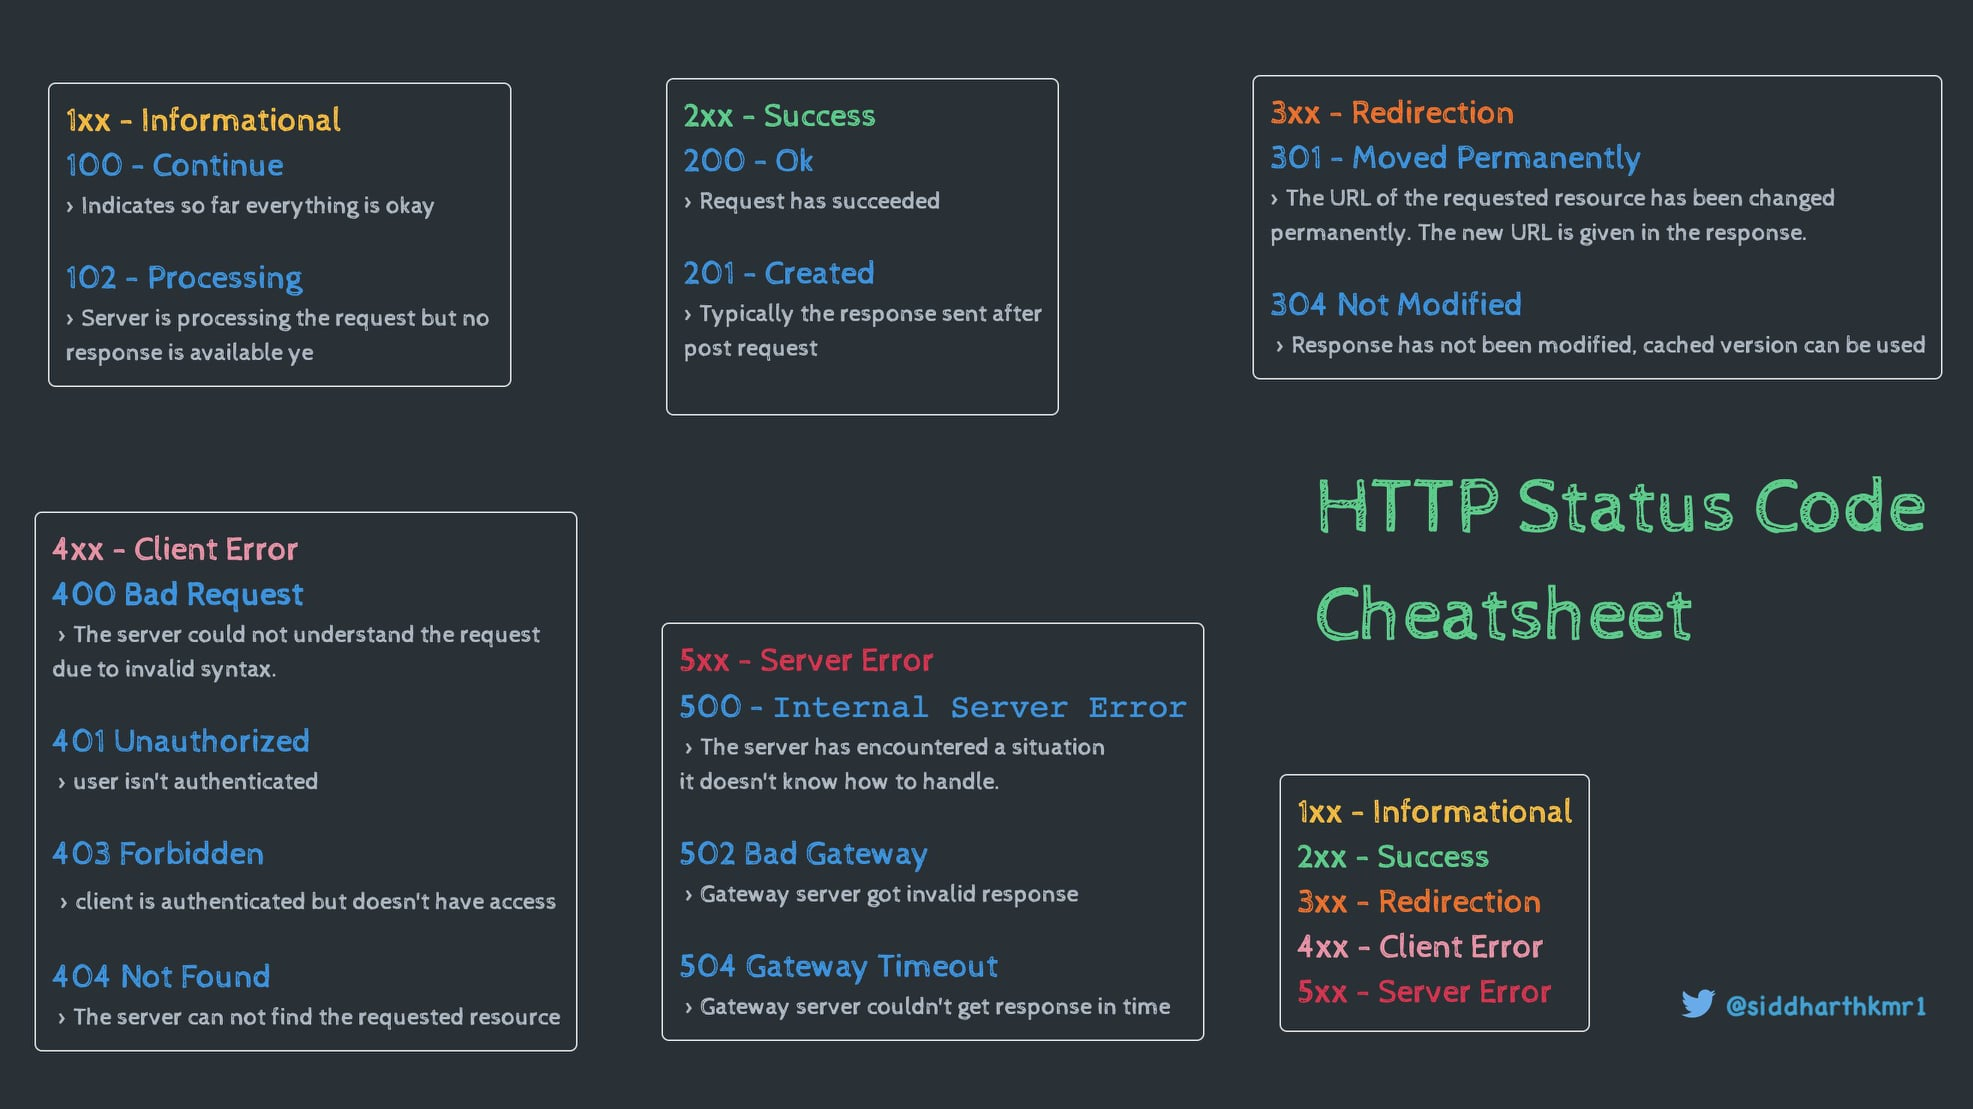 1xx - Informational
100 - Continue
› Indicates so far everything is okay
102 - Processing
› Server is processing the request but no
response is available ye
2xx - Success
200 - Ok
› Request has succeeded
201 - Created
› Typically the response sent after
post request
3xx - Redirection
301 - Moved Permanently
› The URL of the requested resource has been changed
permanently. The new URL is given in the response.
304 Not Modified
› Response has not been modified, cached version can be used
HTTP Status Code
Cheatsheet
4xx - Client Error
400 Bad Request
› The server could not understand the request
due to invalid syntax.
401 Unauthorized
› user isn't authenticated
403 Forbidden
› client is authenticated but doesn't have access
404 Not Found
› The server can not find the requested resource
5xx - Server Error
500 - Internal Server Error
› The server has encountered a situation
it doesn't know how to handle.
502 Bad Gateway
› Gateway server got invalid response
504 Gateway Timeout
› Gateway server couldn't get response in time
1xx - Informational
2xx - Success
3xx - Redirection
4xx - Client Error
5xx - Server Error
@siddharthkmr1